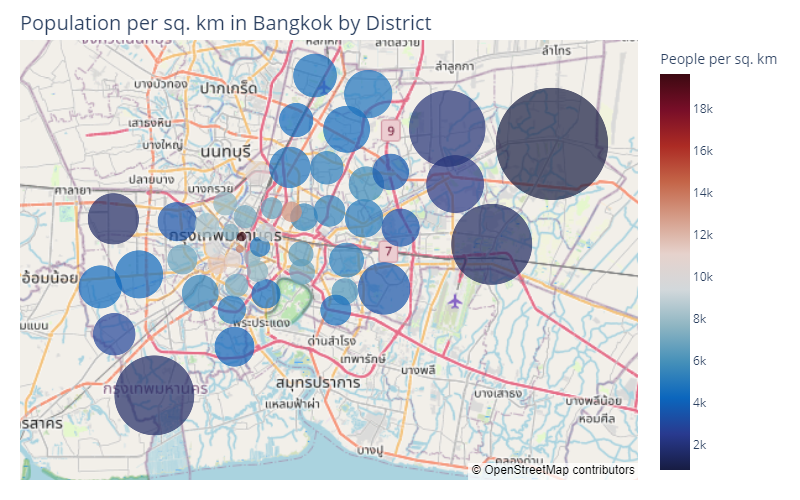 Population per sq. km in Bangkok by District
People per sq. km
ลำไทร
ลำลูกกา
บางบัวทอง
ปากเกร็ด
18k
เสาธงหิน
9
16k
บางใหญ่
นนทบุรี
ปลายบาง
14k
ศาลายา
บางกรวย
12k
กรุงเทพมหานคร
7
อ้อมน้อย
10k
8k
พระประแดง
ด่านสำโรง
เทพารักษ์
6k
บางพลี
สมุทรปราการ
กรุงเทพมหานคร
บางเสาธง
บางพลีน้อย
4k
แหลมฟ้าผ่า
หอมศีล
รสาคร
2k
บางปู
© OpenStreetMap contributors